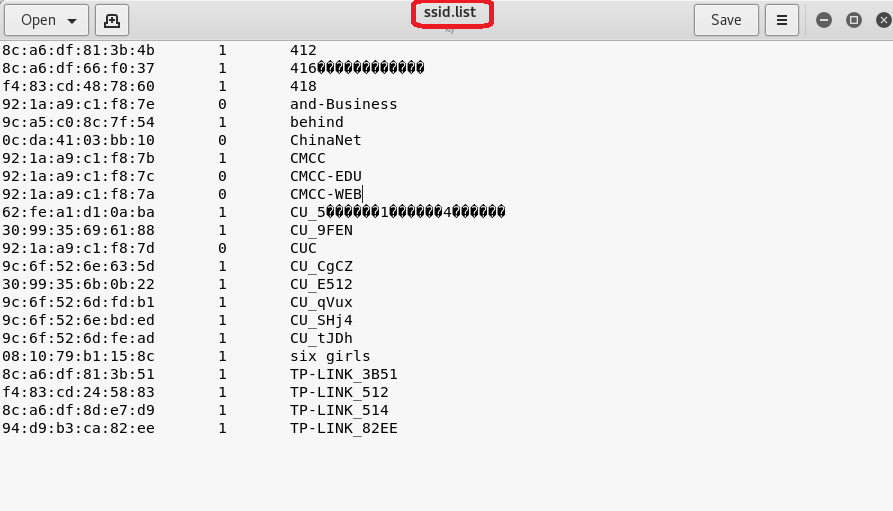 Open
ssid.list
~/
Save
8c:a6:df:81:3b:4b 1 412
8c:a6:df:66:f0:37 1 416������������
f4:83:cd:48:78:60 1 418
92:1a:a9:c1:f8:7e 0 and-Business
9c:a5:c0:8c:7f:54 1 behind
0c:da:41:03:bb:10 0 ChinaNet
92:1a:a9:c1:f8:7b 1 CMCC
92:1a:a9:c1:f8:7c 0 CMCC-EDU
92:1a:a9:c1:f8:7a 0 CMCC-WEB
62:fe:a1:d1:0a:ba 1 CU_5������1������4������
30:99:35:69:61:88 1 CU_9FEN
92:1a:a9:c1:f8:7d 0 CUC
9c:6f:52:6e:63:5d 1 CU_CgCZ
30:99:35:6b:0b:22 1 CU_E512
9c:6f:52:6d:fd:b1 1 CU_qVux
9c:6f:52:6e:bd:ed 1 CU_SHj4
9c:6f:52:6d:fe:ad 1 CU_tJDh
08:10:79:b1:15:8c 1 six girls
8c:a6:df:81:3b:51 1 TP-LINK_3B51
f4:83:cd:24:58:83 1 TP-LINK_512
8c:a6:df:8d:e7:d9 1 TP-LINK_514
94:d9:b3:ca:82:ee 1 TP-LINK_82EE